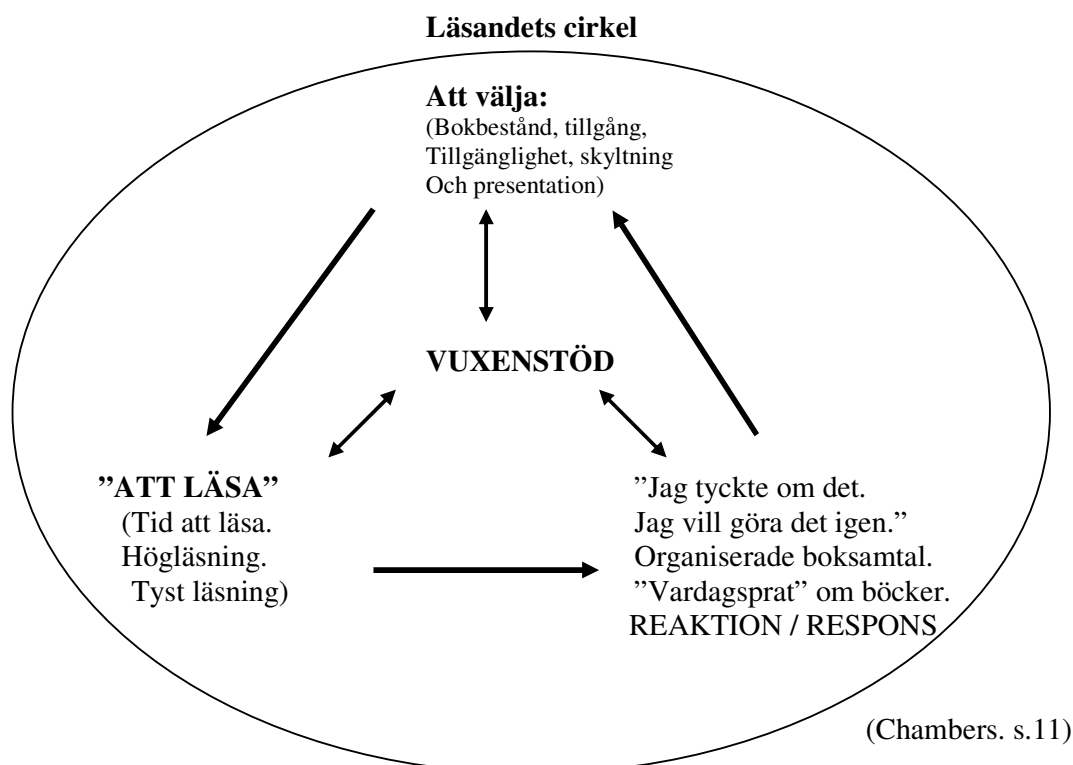 Läsandets cirkel
Att välja:
(Bokbestånd, tillgång,
Tillgänglighet, skyltning
Och presentation)
VUXENSTÖD
”ATT LÄSA”
(Tid att läsa.
Högläsning.
Tyst läsning)
”Jag tyckte om det.
Jag vill göra det igen.”
Organiserade boksamtal.
”Vardagsprat” om böcker.
REAKTION / RESPONS
(Chambers. s.11)